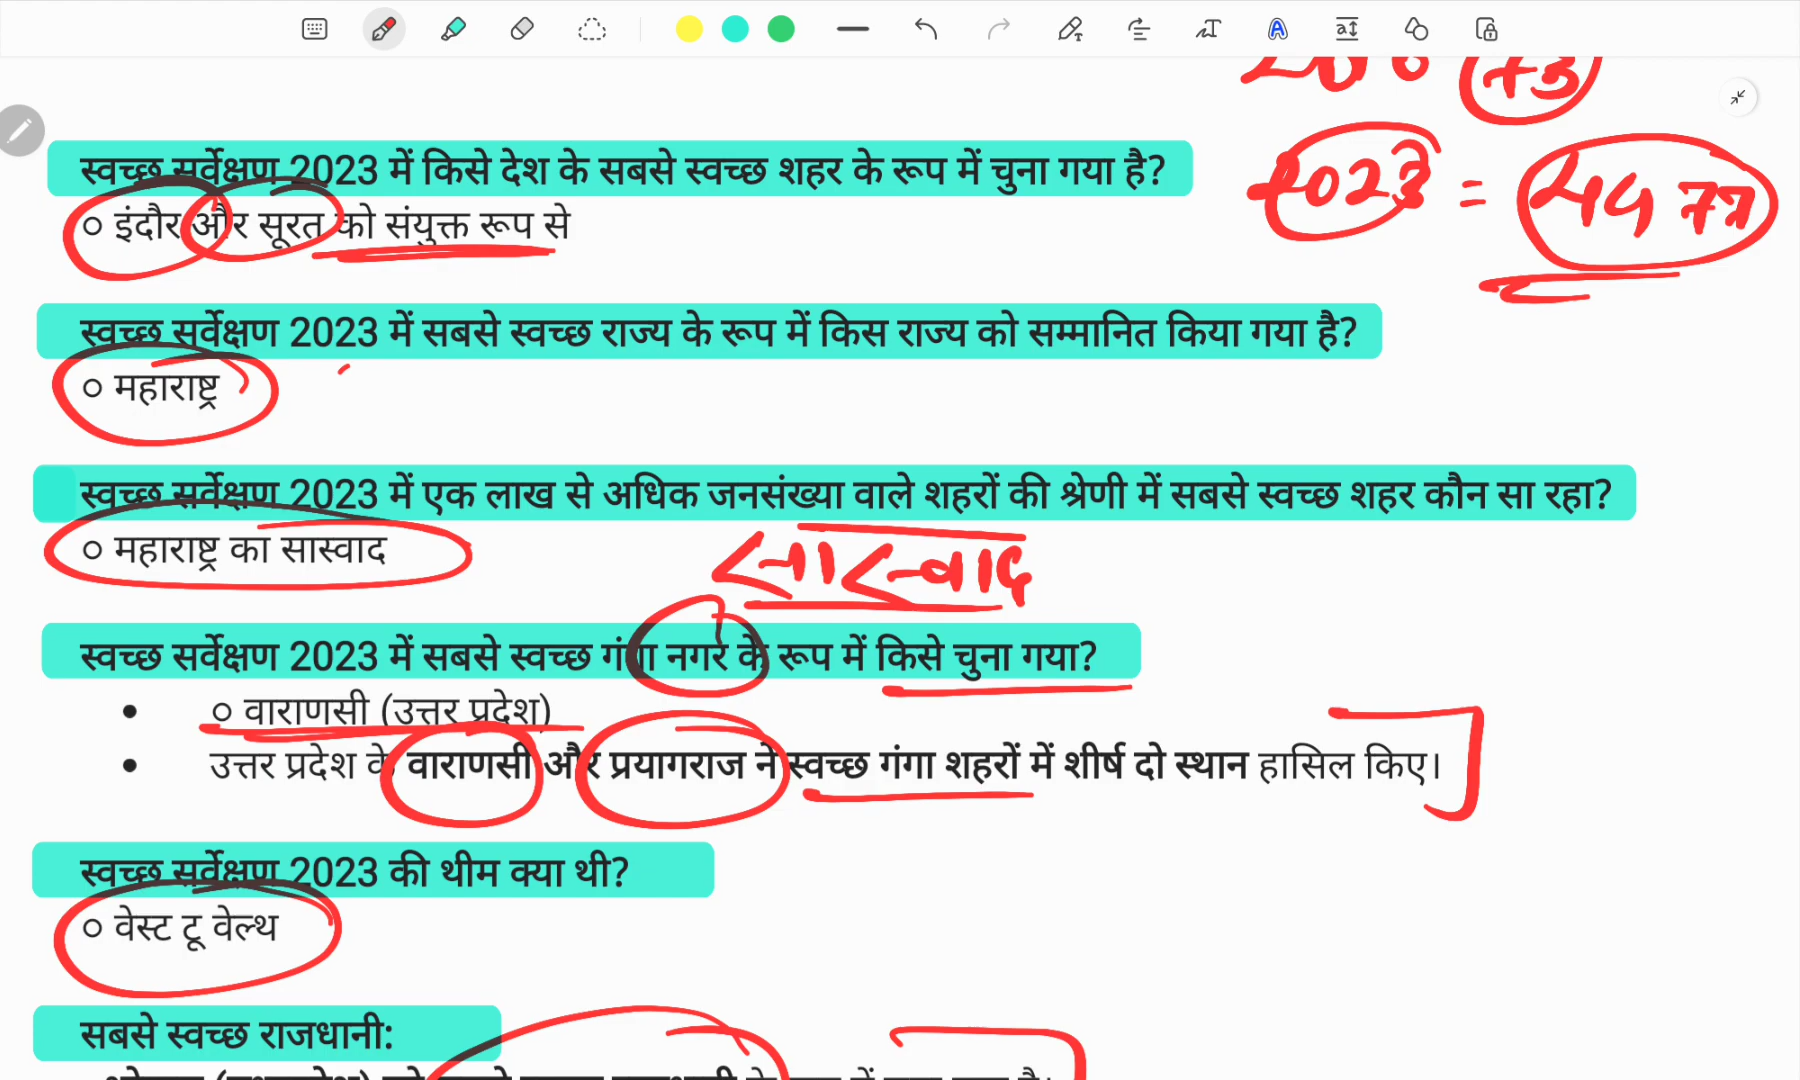 73
2023 = 4477
स्वच्छ सर्वेक्षण 2023 में किसे देश के सबसे स्वच्छ शहर के रूप में चुना गया है?
○ इंदौर और सूरत को संयुक्त रूप से
स्वच्छ सर्वेक्षण 2023 में सबसे स्वच्छ राज्य के रूप में किस राज्य को सम्मानित किया गया है?
○ महाराष्ट्र
स्वच्छ सर्वेक्षण 2023 में एक लाख से अधिक जनसंख्या वाले शहरों की श्रेणी में सबसे स्वच्छ शहर कौन सा रहा?
○ महाराष्ट्र का सास्वाद
सास्वाद
स्वच्छ सर्वेक्षण 2023 में सबसे स्वच्छ गंगा नगर के रूप में किसे चुना गया?
• ○ वाराणसी (उत्तर प्रदेश)
• उत्तर प्रदेश के वाराणसी और प्रयागराज ने स्वच्छ गंगा शहरों में शीर्ष दो स्थान हासिल किए।
स्वच्छ सर्वेक्षण 2023 की थीम क्या थी?
○ वेस्ट टू वेल्थ
सबसे स्वच्छ राजधानी: